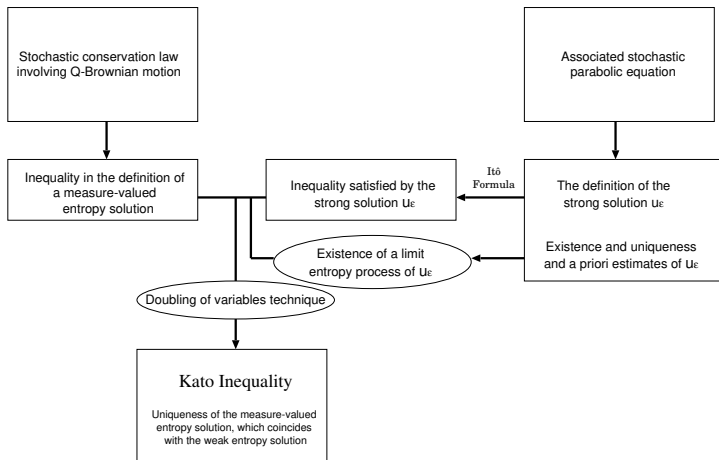 Stochastic conservation law
involving Q-Brownian motion
Associated stochastic
parabolic equation
Inequality in the definition of
a measure-valued
entropy solution
Inequality satisfied by the
strong solution uε
Itô
Formula
The definition of the
strong solution uε
Existence and uniqueness
and a priori estimates of uε
Existence of a limit
entropy process of uε
Doubling of variables technique
Kato Inequality
Uniqueness of the measure-valued
entropy solution, which coincides
with the weak entropy solution